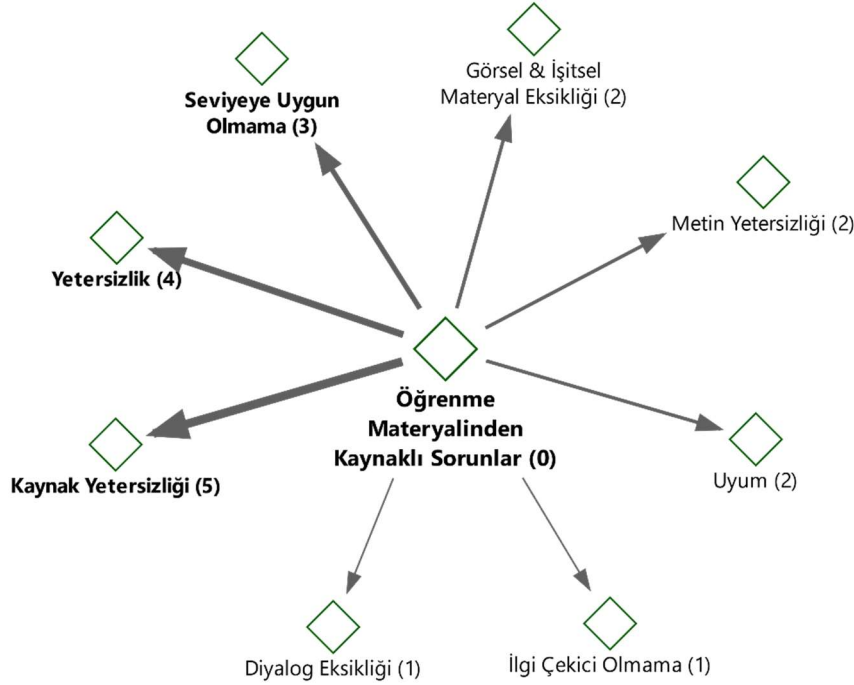 Görsel & İşitsel
Materyal Eksikliği (2)
Seviyeye Uygun
Olmama (3)
Metin Yetersizliği (2)
Yetersizlik (4)
Öğrenme
Materyalinden
Kaynaklı Sorunlar (0)
Kaynak Yetersizliği (5)
Uyum (2)
Diyalog Eksikliği (1)
İlgi Çekici Olmama (1)